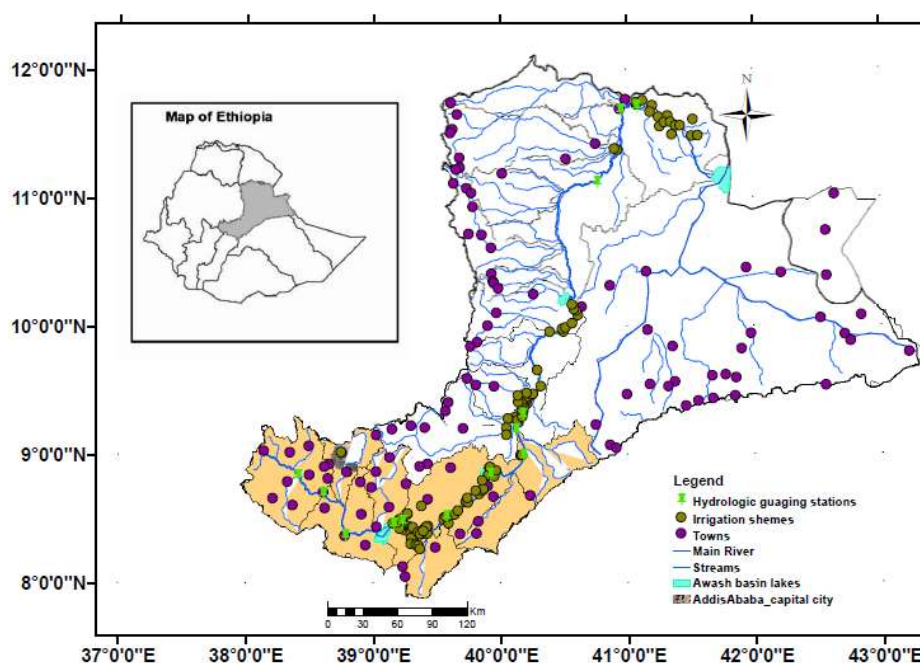 12°0'0"N
11°0'0"N
10°0'0"N
9°0'0"N
8°0'0"N
Map of Ethiopia
N
Legend
Hydrologic guaging stations
Irrigation shemes
Towns
Main River
Streams
Awash basin lakes
AddisAbaba_capital city
Km
0 15 30 60 90 120
37°0'0"E 38°0'0"E 39°0'0"E 40°0'0"E 41°0'0"E 42°0'0"E 43°0'0"E